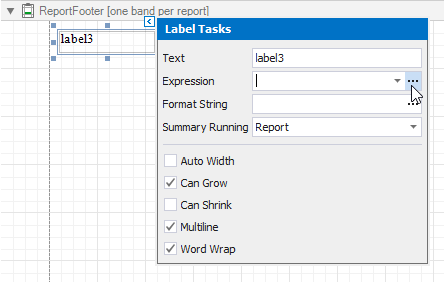 ReportFooter [one band per report]
label3
Label Tasks
Text label3
Expression
Format String
Summary Running Report
Auto Width
Can Grow
Can Shrink
Multiline
Word Wrap